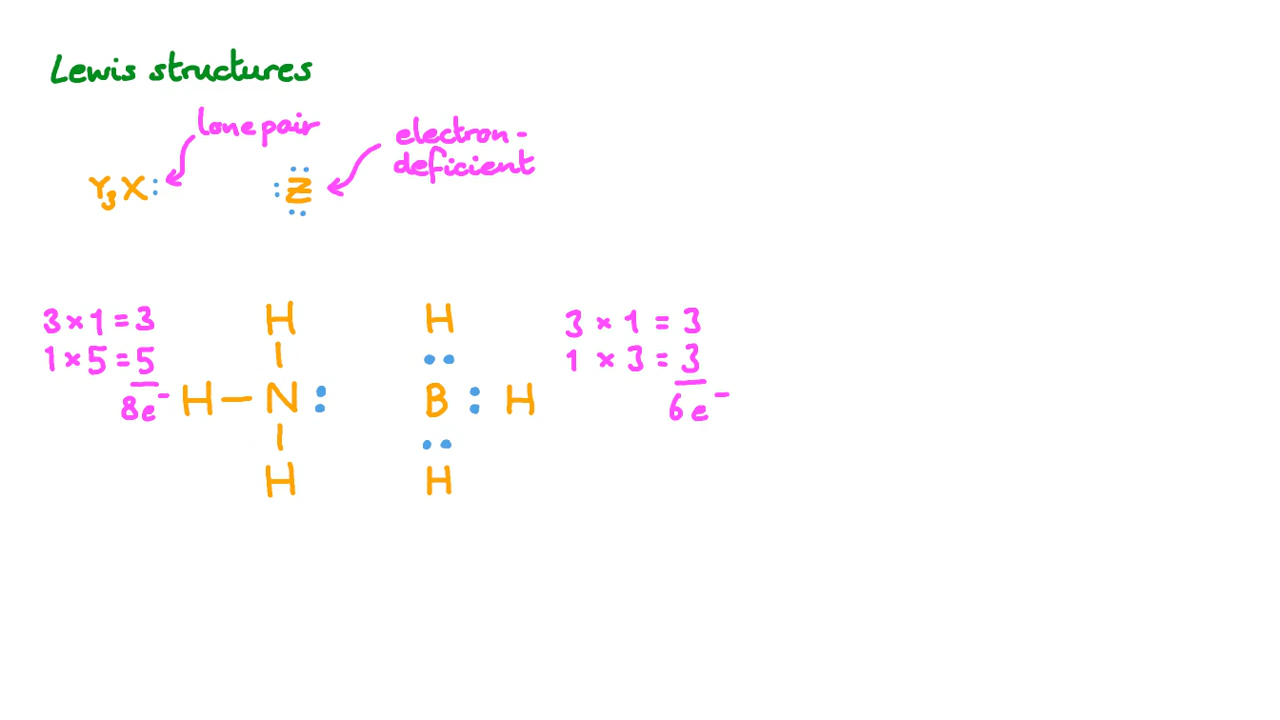 Lewis structures
lone pair
electron-
deficient
Y₃X:
:Z
3 × 1 = 3
1 × 5 = 5
8e⁻
H
H – N :
H
H
B : H
H
3 × 1 = 3
1 × 3 = 3
6e⁻